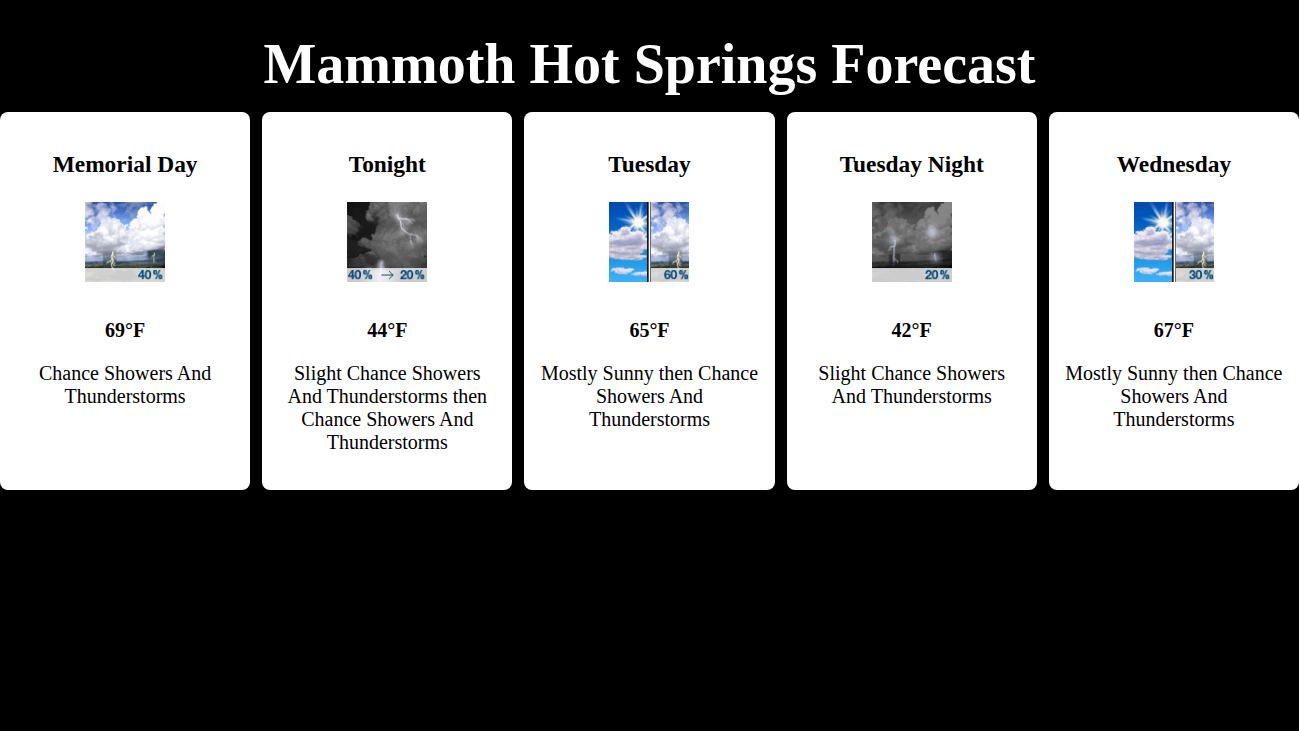 Mammoth Hot Springs Forecast
Memorial Day
40%
69°F
Chance Showers And
Thunderstorms
Tonight
40% → 20%
44°F
Slight Chance Showers
And Thunderstorms then
Chance Showers And
Thunderstorms
Tuesday
60%
65°F
Mostly Sunny then Chance
Showers And
Thunderstorms
Tuesday Night
20%
42°F
Slight Chance Showers
And Thunderstorms
Wednesday
30%
67°F
Mostly Sunny then Chance
Showers And
Thunderstorms